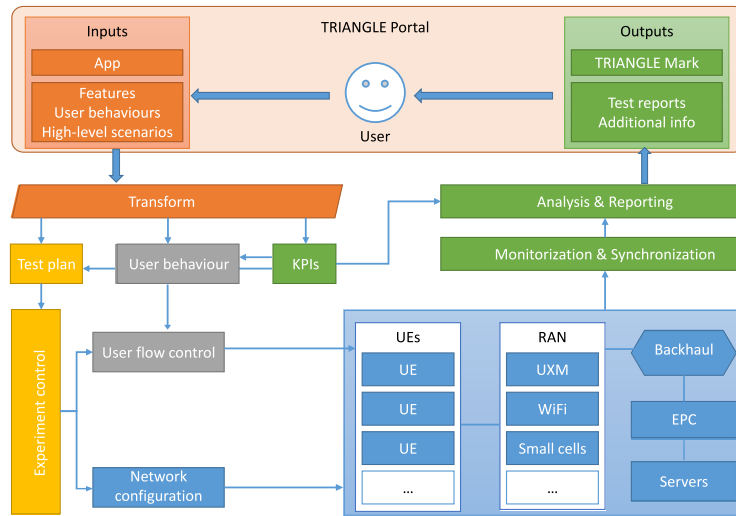 TRIANGLE Portal
Inputs
App
Features
User behaviours
High-level scenarios
User
Outputs
TRIANGLE Mark
Test reports
Additional info
Transform
Analysis & Reporting
Test plan
User behaviour
KPIs
Monitorization & Synchronization
Experiment control
User flow control
Network
configuration
UEs
UE
UE
UE
...
RAN
UXM
WiFi
Small cells
...
Backhaul
EPC
Servers